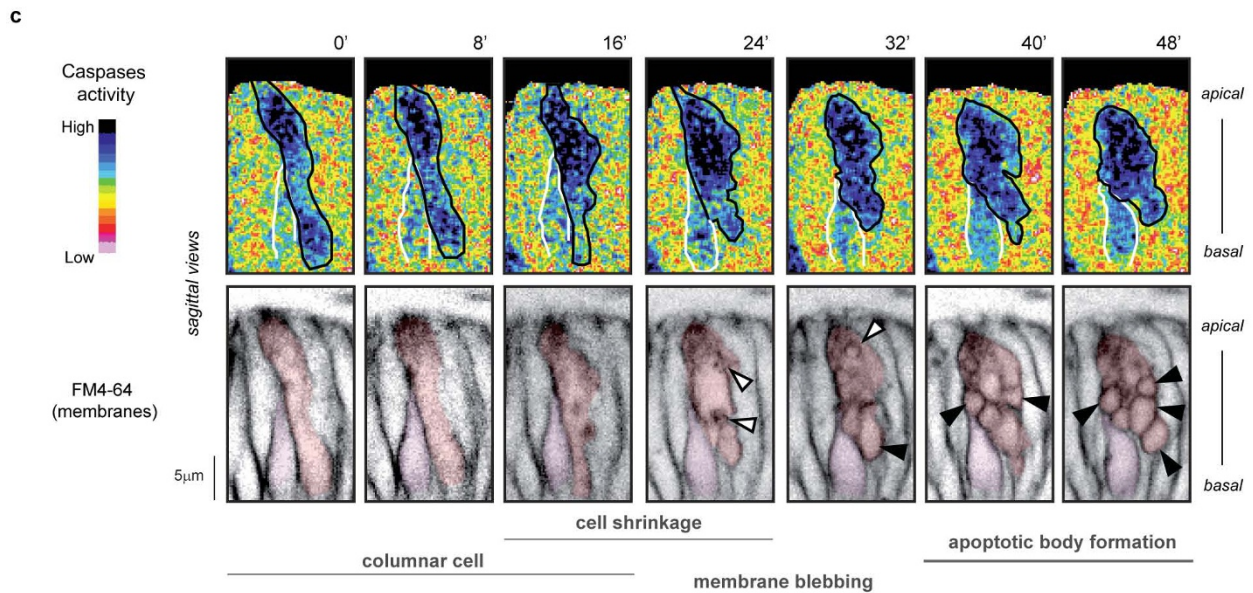 c
0’ 8’ 16’ 24’ 32’ 40’ 48’
Caspases
activity
High
Low
apical
basal
sagittal views
FM4-64
(membranes)
apical
basal
5μm
cell shrinkage
apoptotic body formation
columnar cell
membrane blebbing